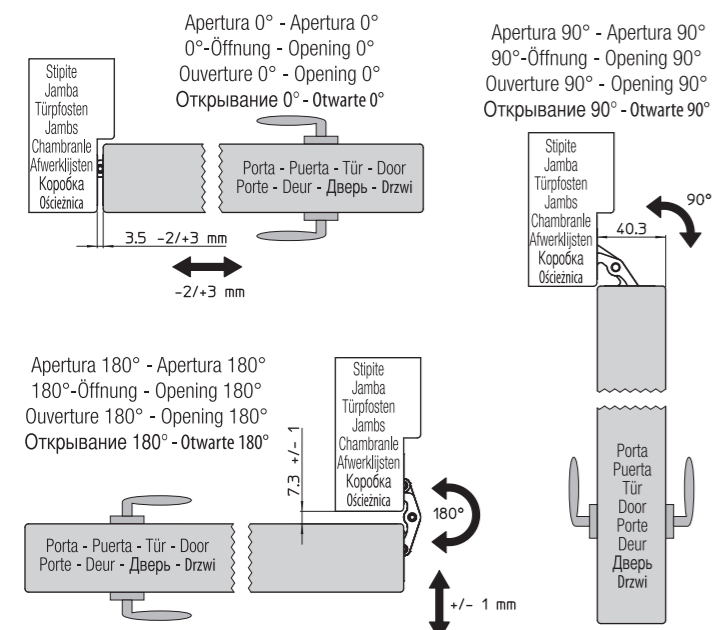 Apertura 0° - Apertura 0°
0°-Öffnung - Opening 0°
Ouverture 0° - Opening 0°
Открывание 0° - Otwarte 0°
Stipite
Jamba
Türpfosten
Jambs
Chambranle
Afwerklijsten
Коробка
Ościeżnica
Porta - Puerta - Tür - Door
Porte - Deur - Дверь - Drzwi
3.5 -2/+3 mm
-2/+3 mm
Apertura 90° - Apertura 90°
90°-Öffnung - Opening 90°
Ouverture 90° - Opening 90°
Открывание 90° - Otwarte 90°
Stipite
Jamba
Türpfosten
Jambs
Chambranle
Afwerklijsten
Коробка
Ościeżnica
90°
40.3
Porta
Puerta
Tür
Door
Porte
Deur
Дверь
Drzwi
Apertura 180° - Apertura 180°
180°-Öffnung - Opening 180°
Ouverture 180° - Opening 180°
Открывание 180° - Otwarte 180°
Stipite
Jamba
Türpfosten
Jambs
Chambranle
Afwerklijsten
Коробка
Ościeżnica
7.3 +/- 1
180°
Porta - Puerta - Tür - Door
Porte - Deur - Дверь - Drzwi
+/- 1 mm